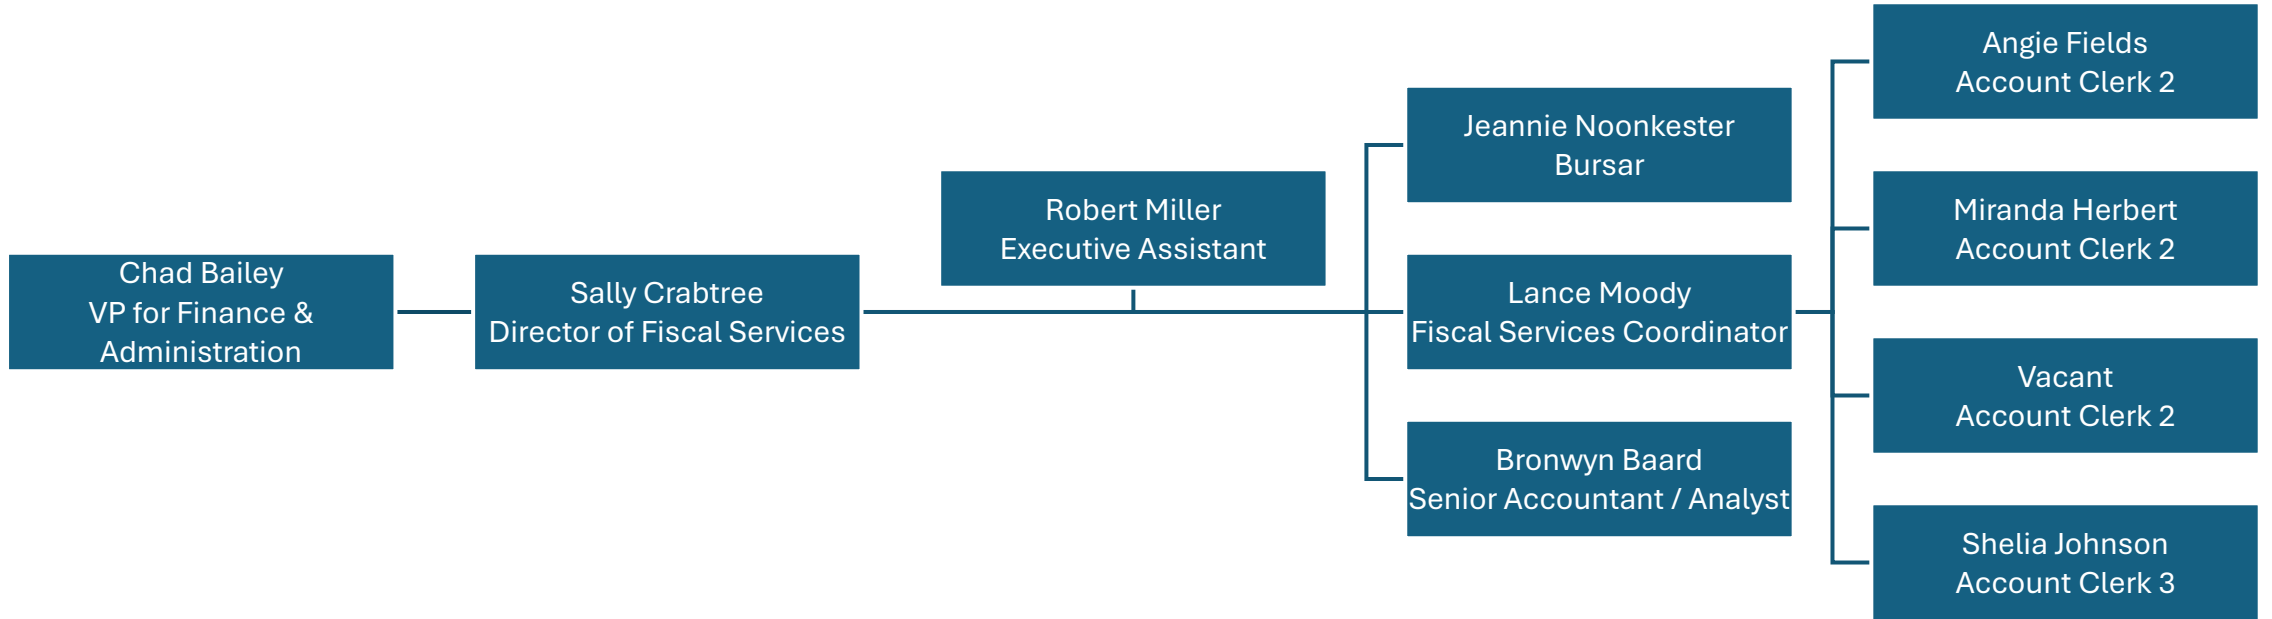 Chad Bailey
VP for Finance &
Administration
Sally Crabtree
Director of Fiscal Services
Robert Miller
Executive Assistant
Jeannie Noonkester
Bursar
Lance Moody
Fiscal Services Coordinator
Bronwyn Baard
Senior Accountant / Analyst
Angie Fields
Account Clerk 2
Miranda Herbert
Account Clerk 2
Vacant
Account Clerk 2
Shelia Johnson
Account Clerk 3